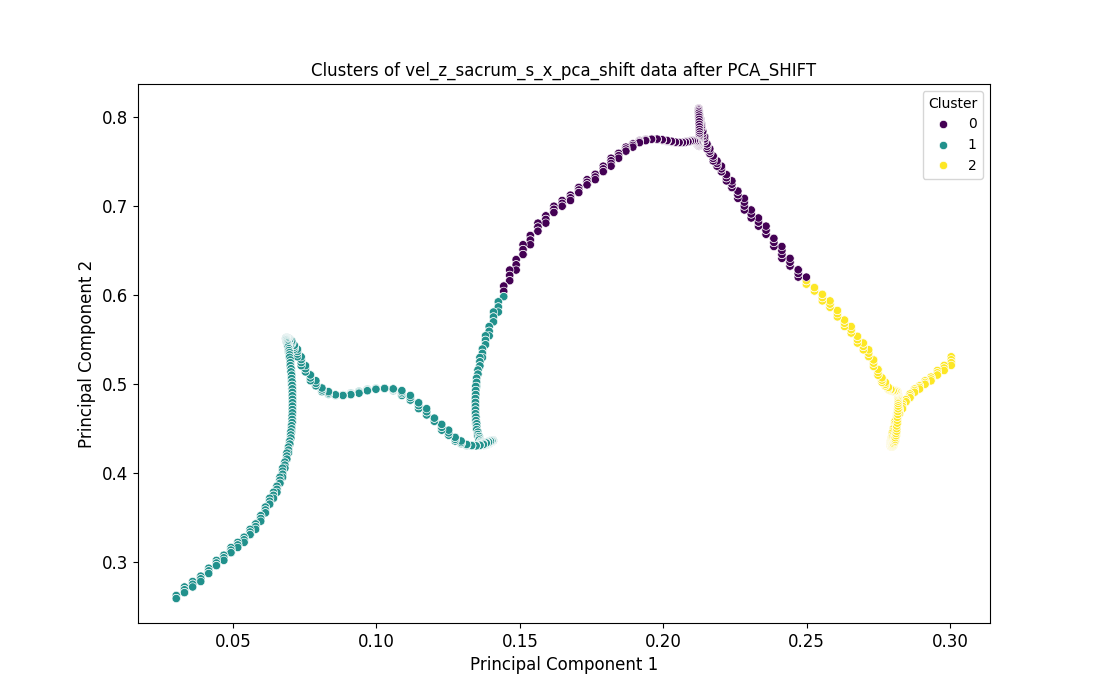 Clusters of vel_z_sacrum_s_x_pca_shift data after PCA_SHIFT
Cluster
0
1
2
0.8
0.7
0.6
0.5
0.4
0.3
Principal Component 2
0.05 0.10 0.15 0.20 0.25 0.30
Principal Component 1